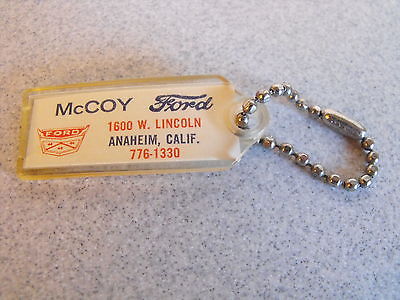 McCOY Ford
FORD
1600 W. LINCOLN
ANAHEIM, CALIF.
776-1330